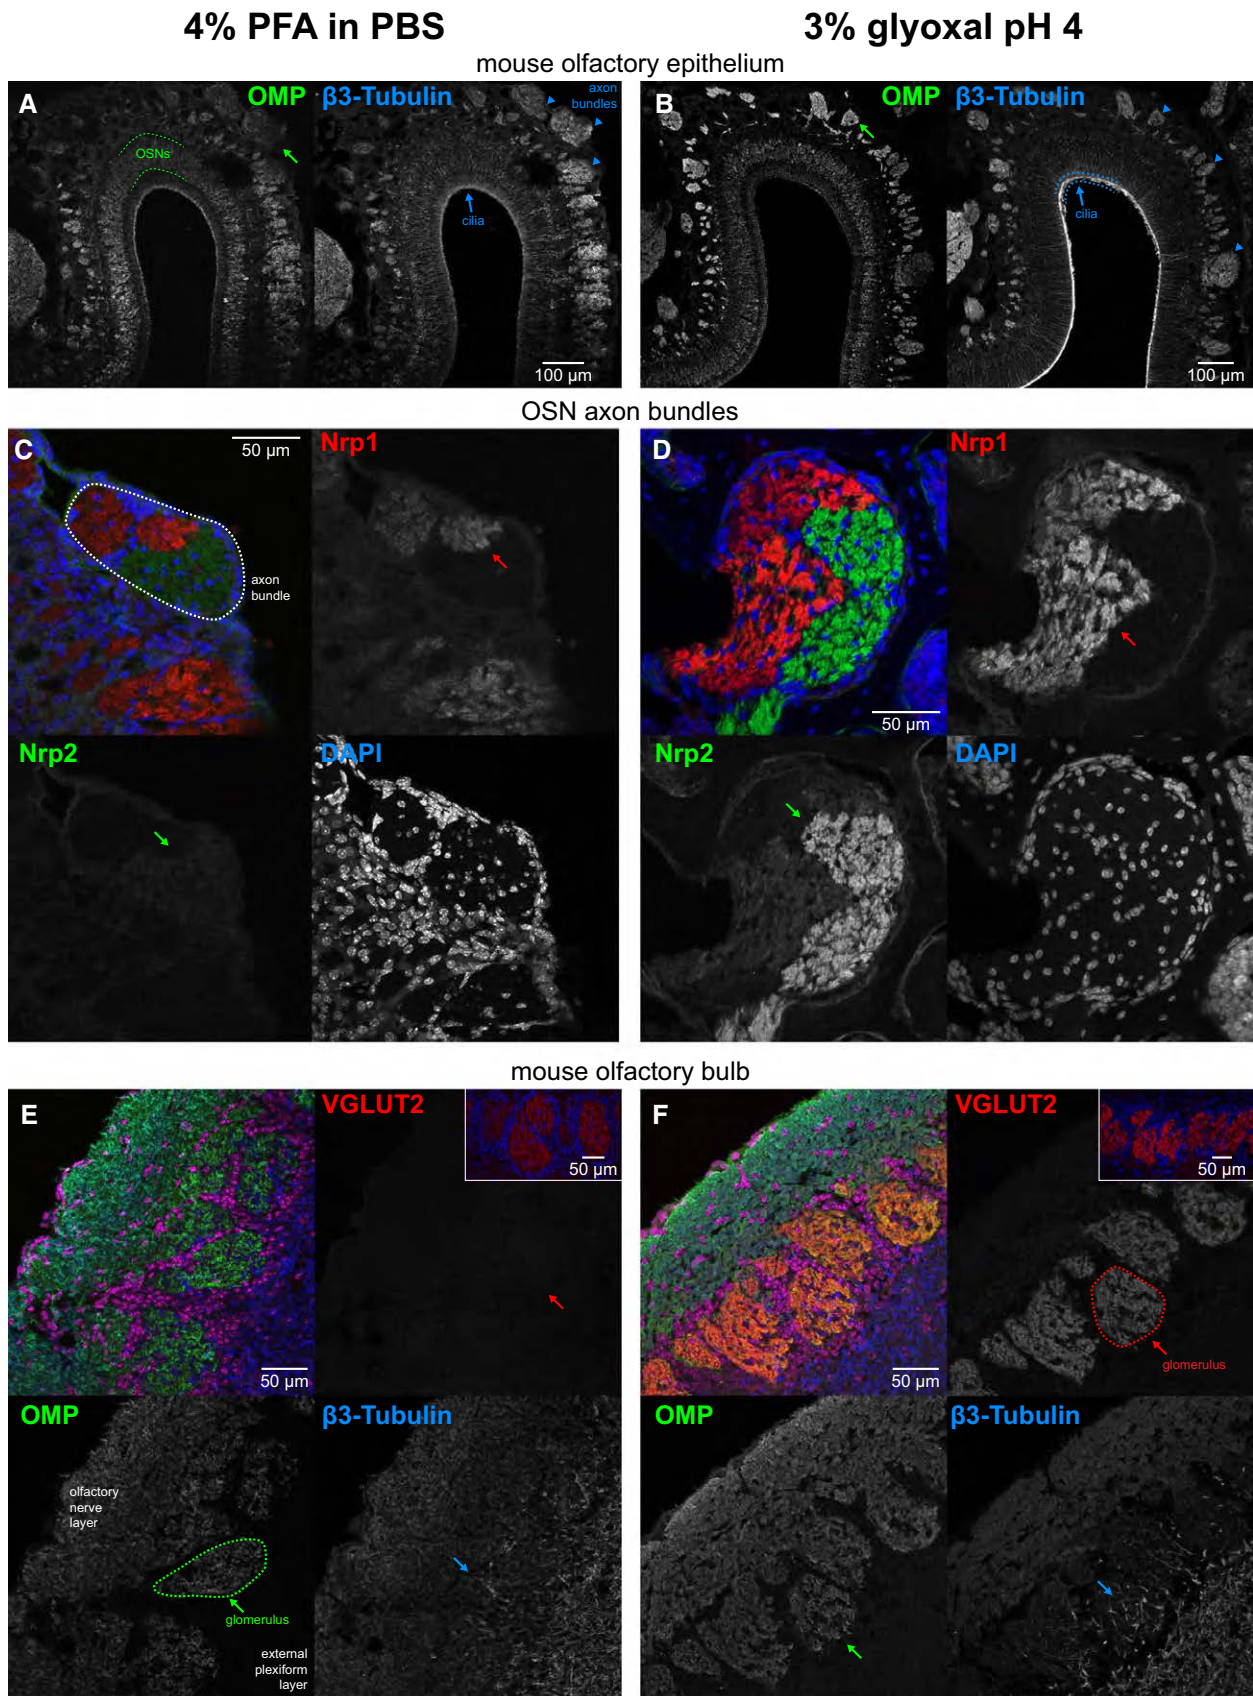 4% PFA in PBS
3% glyoxal pH 4
mouse olfactory epithelium
A
OMP
β3-Tubulin
axon
bundles
OSNs
cilia
100 µm
B
OMP
β3-Tubulin
cilia
100 µm
OSN axon bundles
C
50 µm
Nrp1
axon
bundle
Nrp2
DAPI
D
Nrp1
50 µm
Nrp2
DAPI
mouse olfactory bulb
E
VGLUT2
50 µm
50 µm
OMP
β3-Tubulin
olfactory
nerve
layer
glomerulus
external
plexiform
layer
F
VGLUT2
50 µm
50 µm
glomerulus
OMP
β3-Tubulin